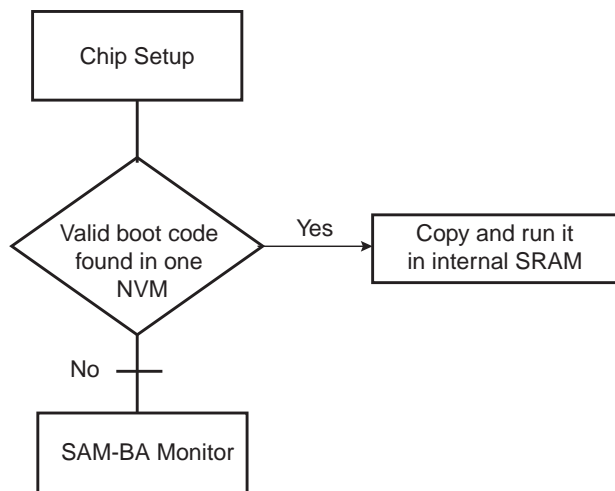 Chip Setup
Valid boot code
found in one
NVM
Yes
Copy and run it
in internal SRAM
No
SAM-BA Monitor